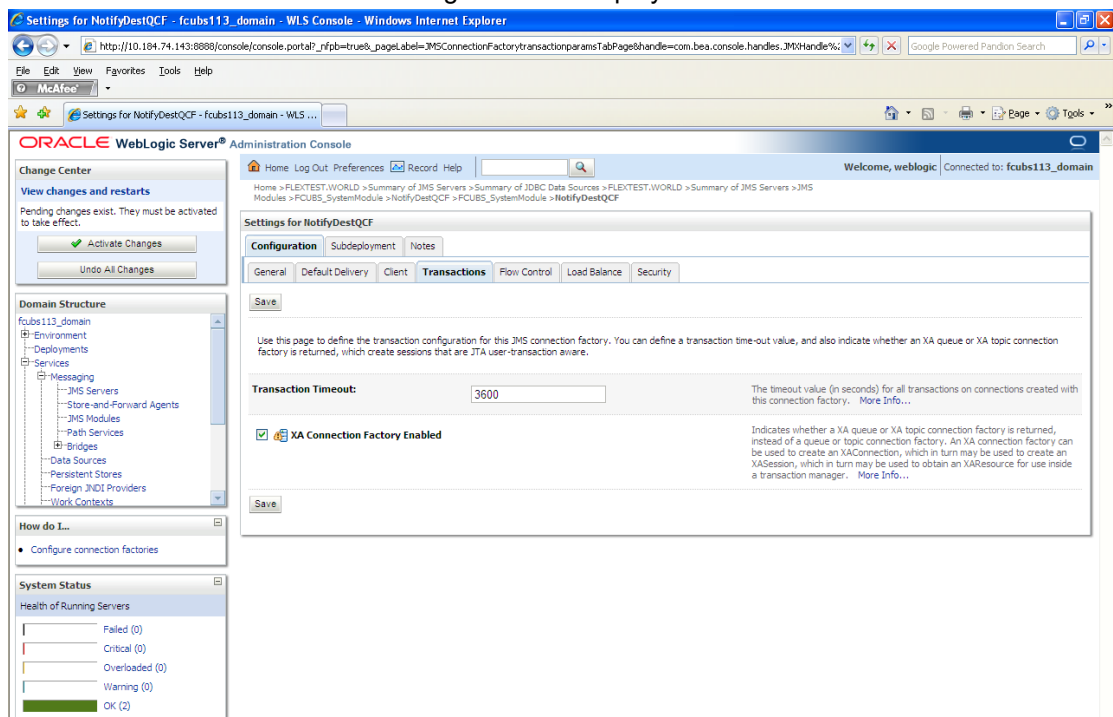 Settings for NotifyDestQCF - fcubs113_domain - WLS Console - Windows Internet Explorer
http://10.184.74.143:8888/console/console.portal?_nfpb=true&_pageLabel=JMSConnectionFactorytransactionparamsTabPage&handle=com.bea.console.handles.JMXHandle%
Google Powered Pandion Search
File Edit View Favorites Tools Help
McAfee
Settings for NotifyDestQCF - fcubs113_domain - WLS ...
Page Tools
ORACLE WebLogic Server® Administration Console
Change Center
View changes and restarts
Pending changes exist. They must be activated
to take effect.
Activate Changes
Undo All Changes
Domain Structure
fcubs113_domain
Environment
Deployments
Services
Messaging
JMS Servers
Store-and-Forward Agents
JMS Modules
Path Services
Bridges
Data Sources
Persistent Stores
Foreign JNDI Providers
Work Contexts
How do I...
Configure connection factories
System Status
Health of Running Servers
Failed (0)
Critical (0)
Overloaded (0)
Warning (0)
OK (2)
Home Log Out Preferences Record Help
Welcome, weblogic Connected to: fcubs113_domain
Home >FLEXTEST.WORLD >Summary of JMS Servers >Summary of JDBC Data Sources >FLEXTEST.WORLD >Summary of JMS Servers >JMS
Modules >FCUBS_SystemModule >NotifyDestQCF >FCUBS_SystemModule >NotifyDestQCF
Settings for NotifyDestQCF
Configuration Subdeployment Notes
General Default Delivery Client Transactions Flow Control Load Balance Security
Save
Use this page to define the transaction configuration for this JMS connection factory. You can define a transaction time-out value, and also indicate whether an XA queue or XA topic connection
factory is returned, which create sessions that are JTA user-transaction aware.
Transaction Timeout:
3600
The timeout value (in seconds) for all transactions on connections created with
this connection factory. More Info...
XA Connection Factory Enabled
Indicates whether a XA queue or XA topic connection factory is returned,
instead of a queue or topic connection factory. An XA connection factory can
be used to create an XAConnection, which in turn may be used to create an
XASession, which in turn may be used to obtain an XAResource for use inside
a transaction manager. More Info...
Save